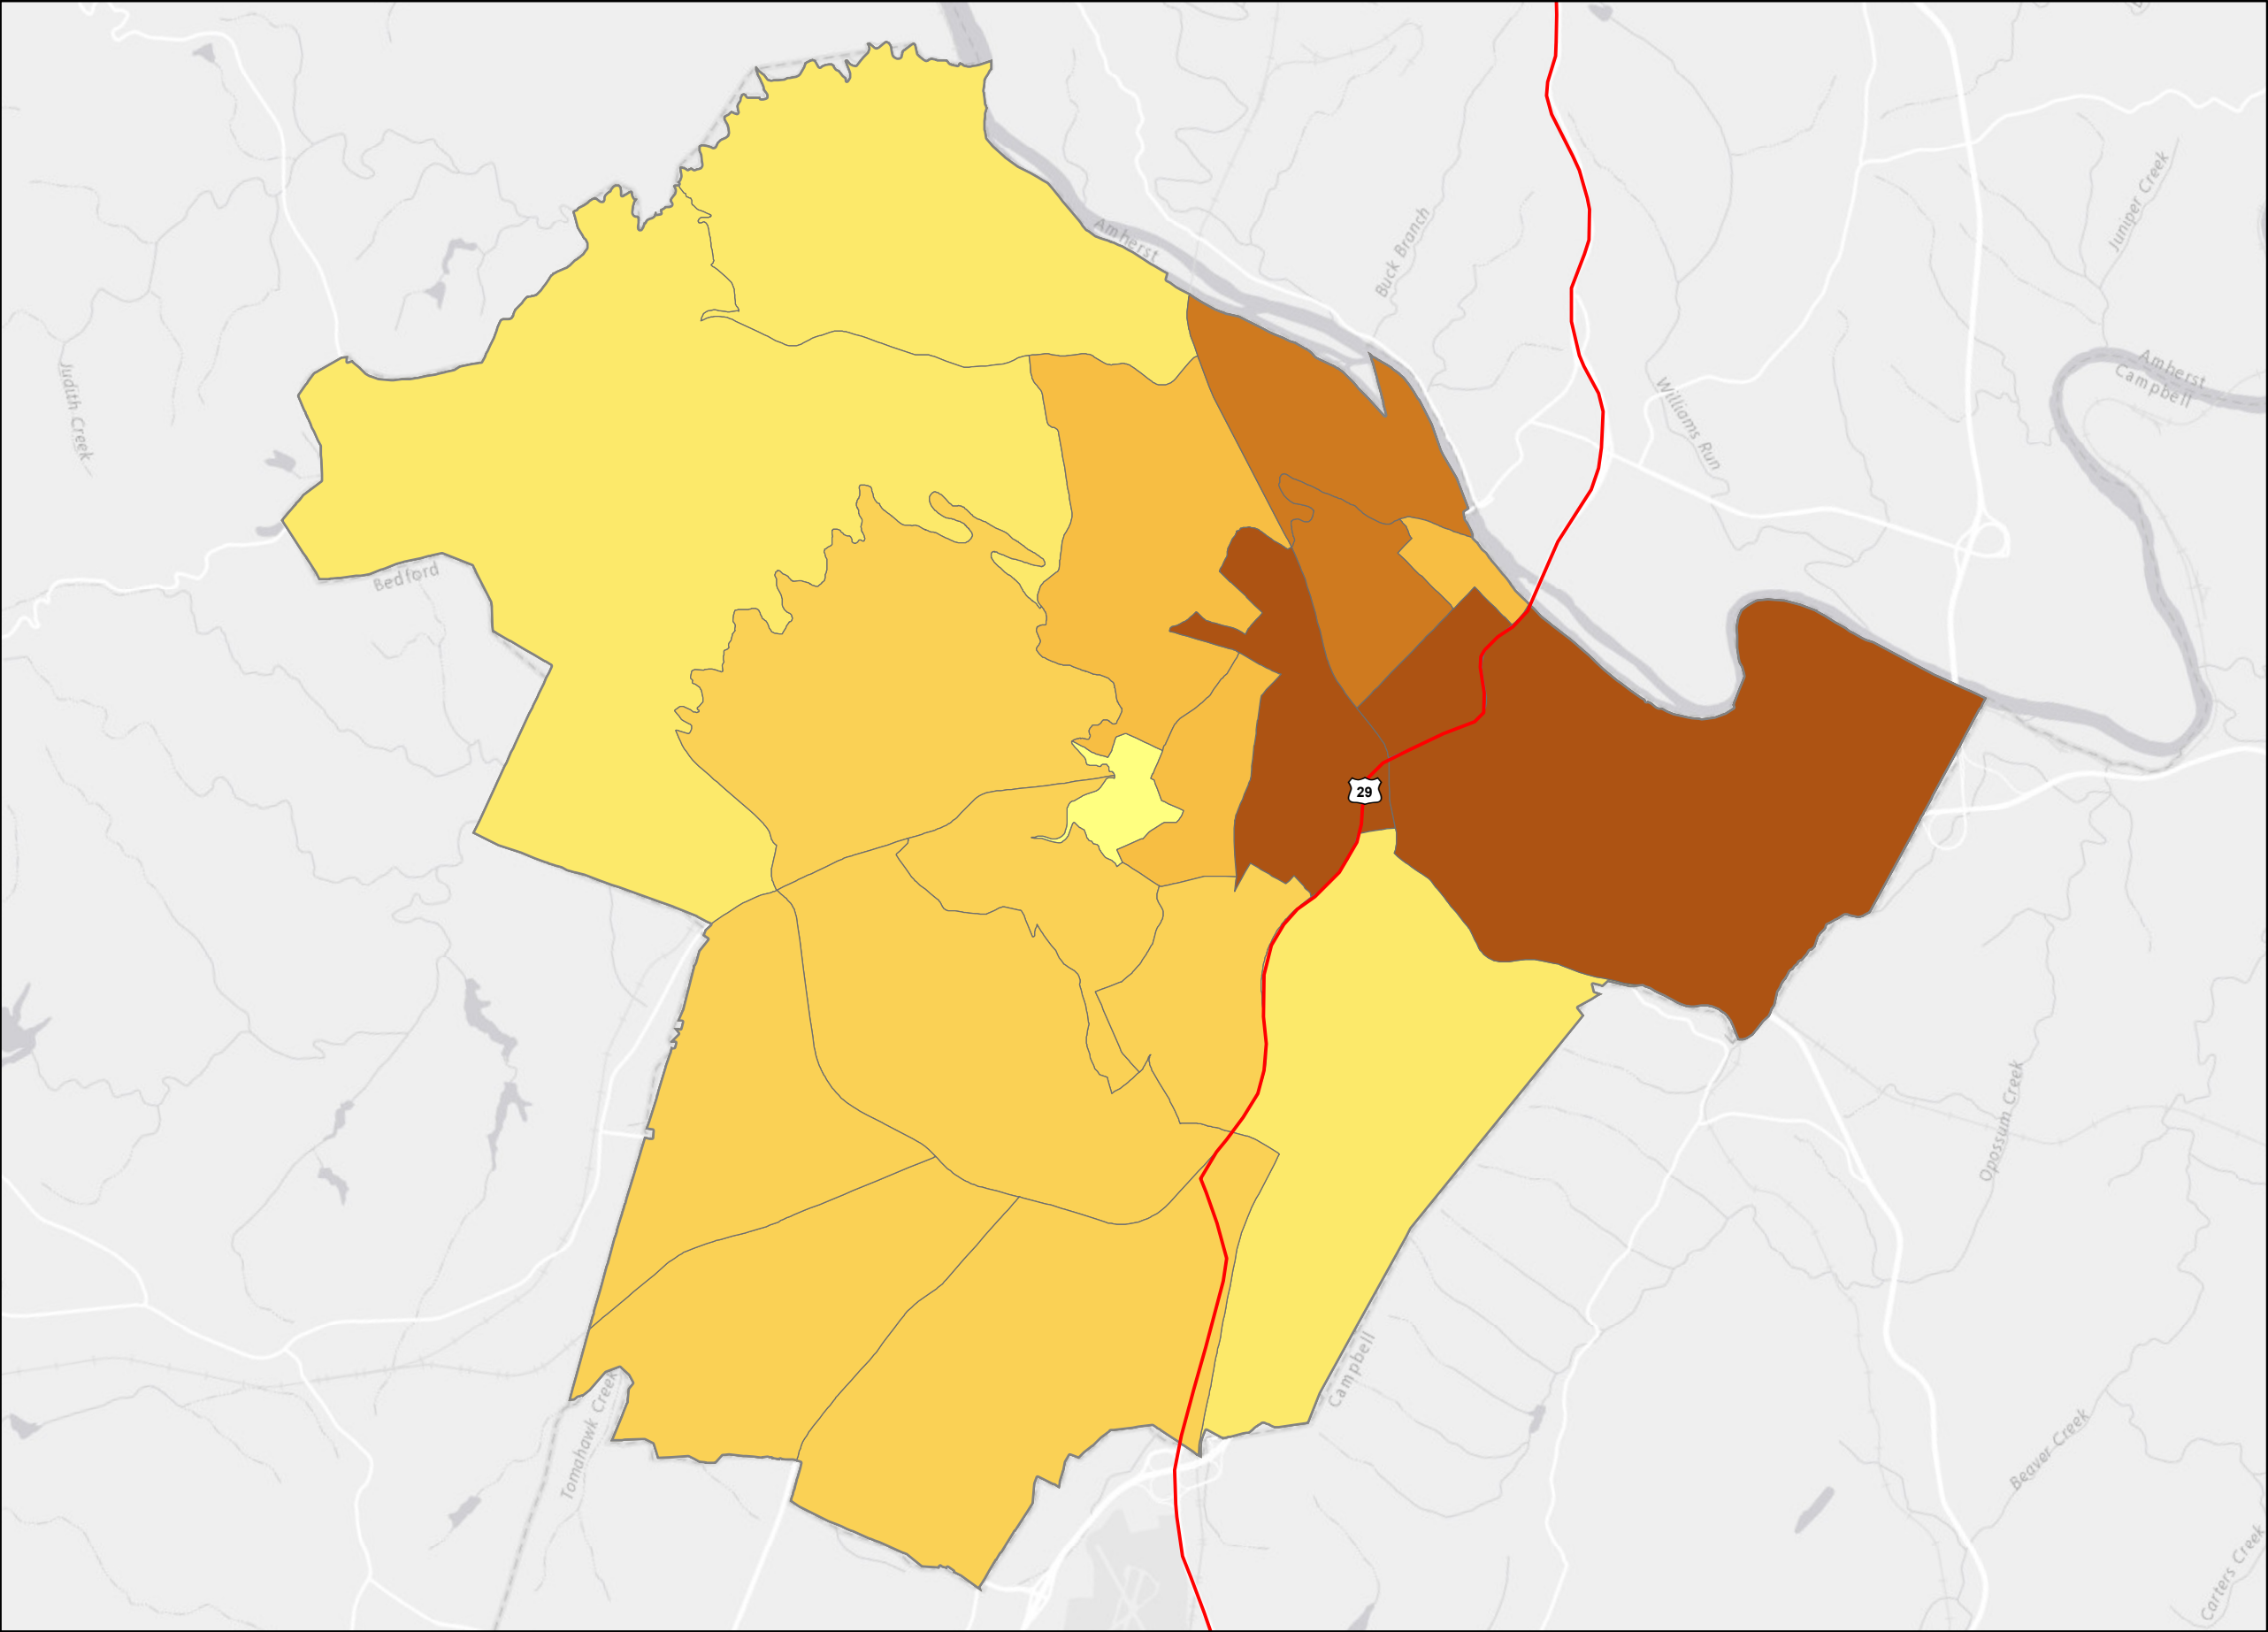 Amherst
Buck Branch
Juniper Creek
Judith Creek
Williams Run
Amherst
Campbell
Bedford
29
Opossum Creek
Campbell
Tomahawk Creek
Beaver Creek
Carters Creek